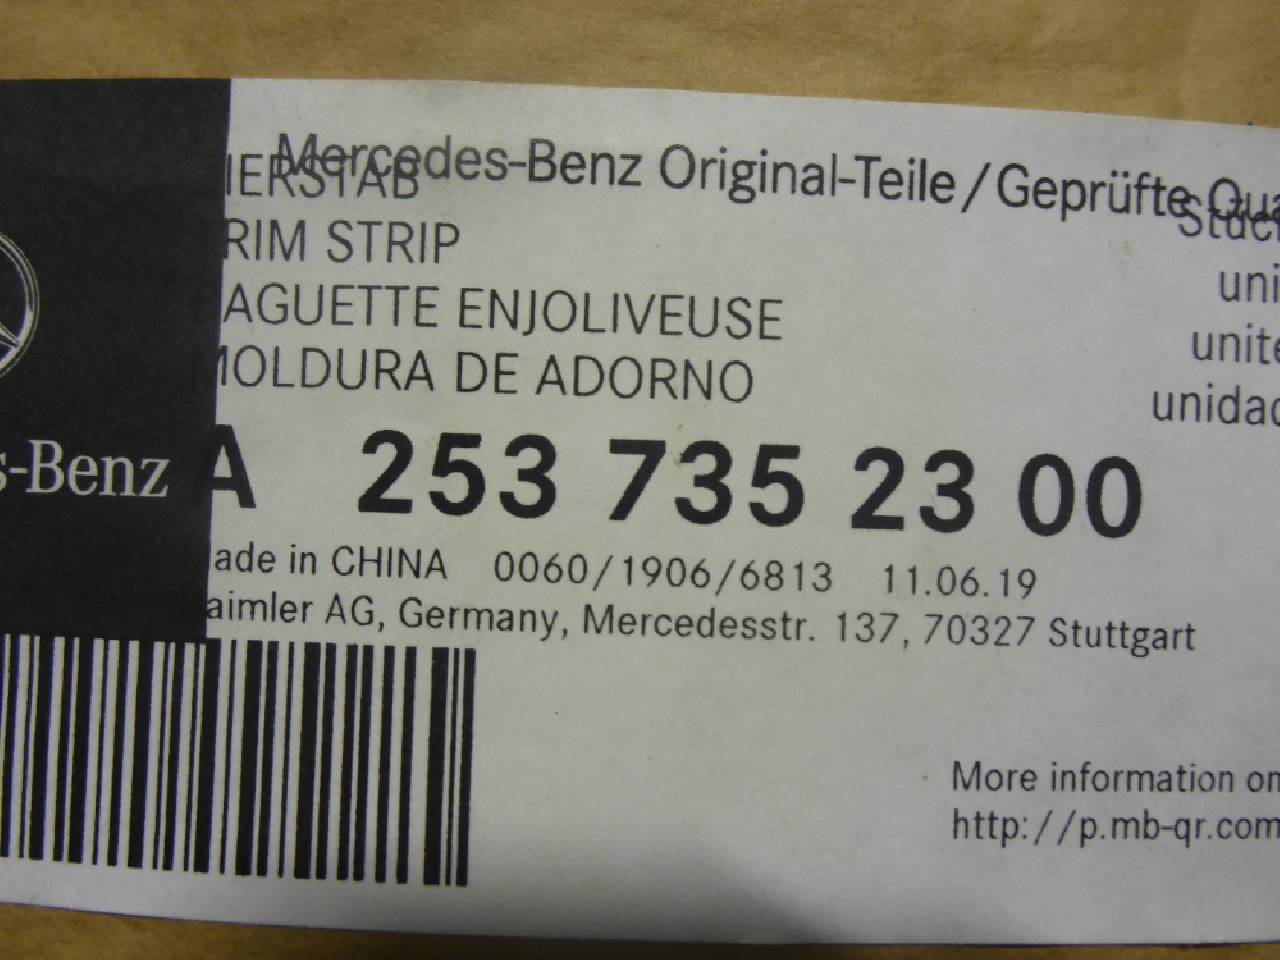 Mercedes-Benz Original-Teile/Geprüfte Qua
IERSTAB
RIM STRIP
AGUETTE ENJOLIVEUSE
MOLDURA DE ADORNO
Stück
uni
unite
unidad
s-Benz
A 253 735 23 00
ade in CHINA 0060/1906/6813 11.06.19
aimler AG, Germany, Mercedesstr. 137, 70327 Stuttgart
More information on
http://p.mb-qr.com